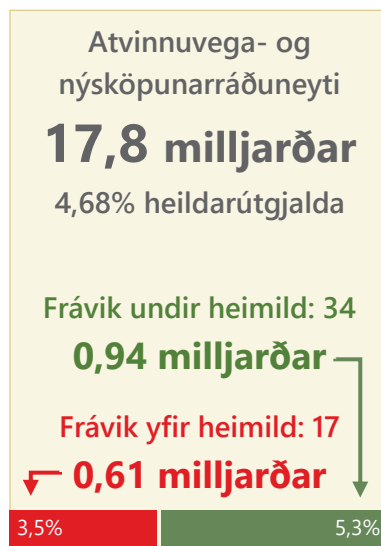 Atvinnuvega- og
nýsköpunarráðuneyti
17,8 milljarðar
4,68% heildarútgjalda
Frávik undir heimild: 34
0,94 milljarðar
Frávik yfir heimild: 17
0,61 milljarðar
3,5% 5,3%